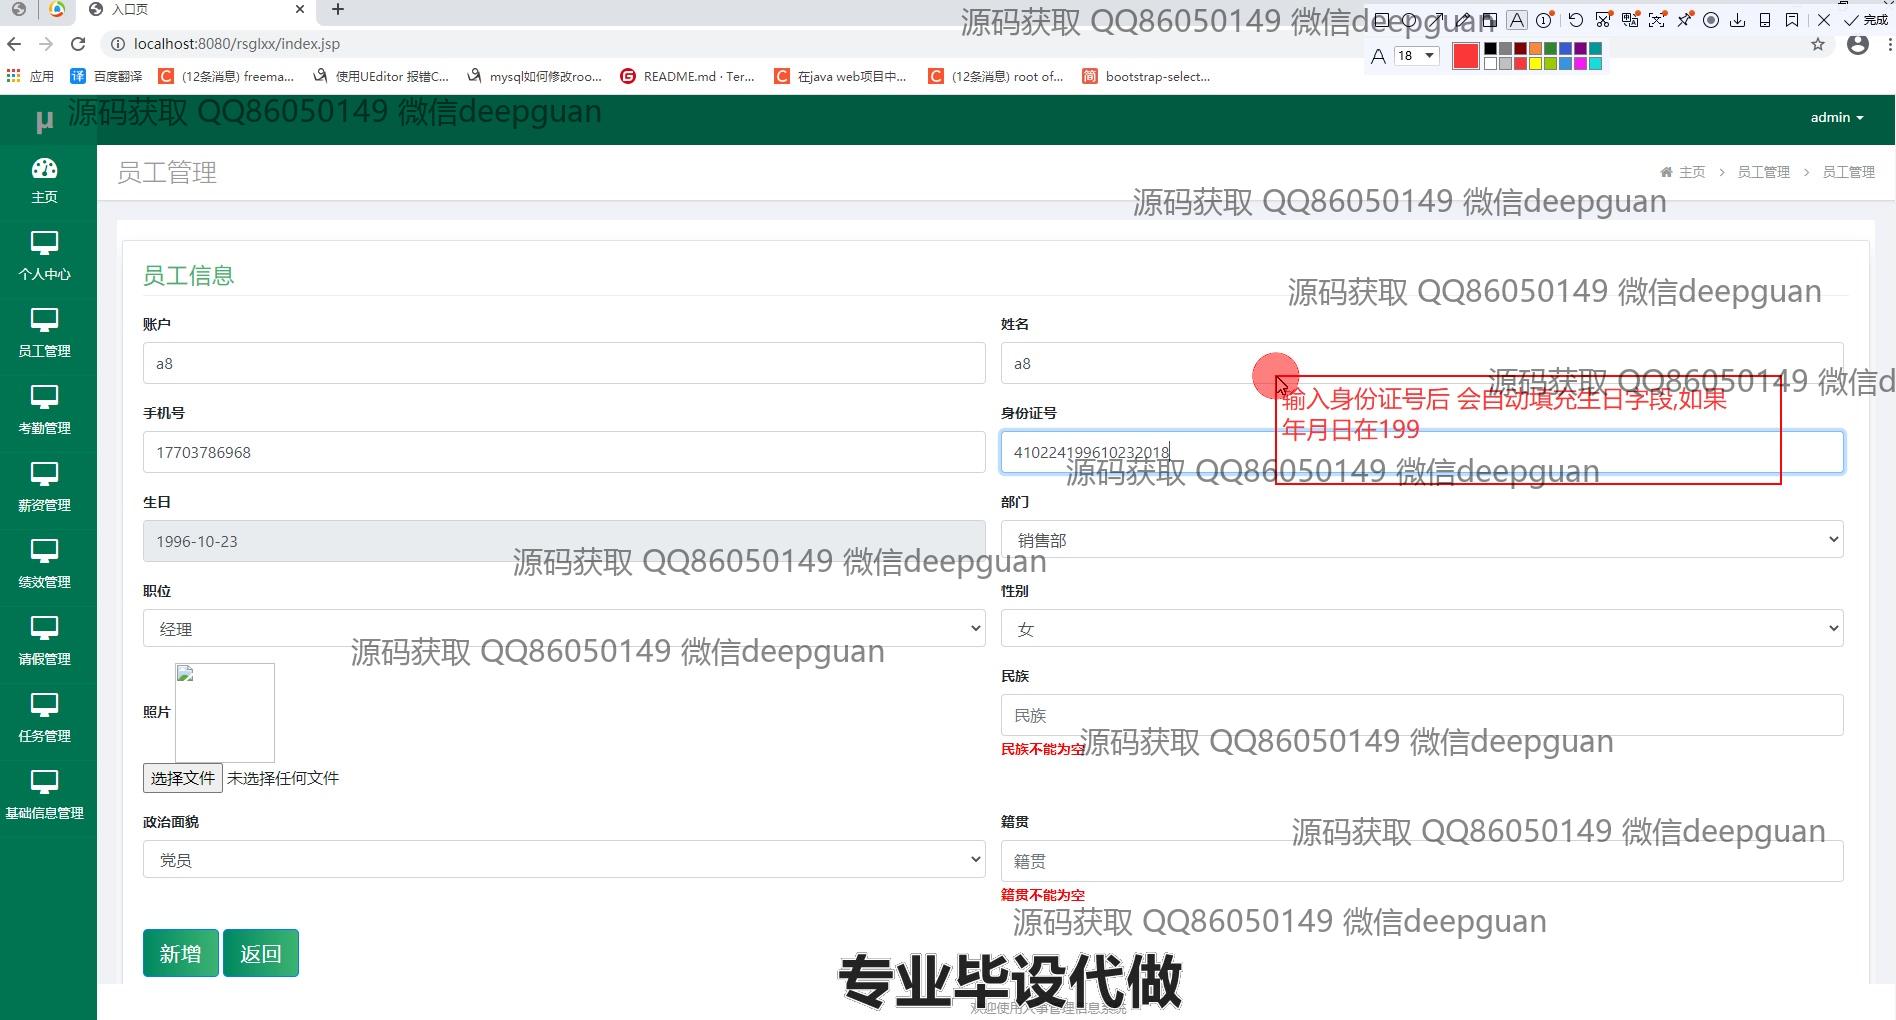 入口页
源码获取 QQ86050149 微信deepguan
完成
localhost:8080/rsglxx/index.jsp
A 18
应用 百度翻译 (12条消息) freema... 使用UEditor 报错C... mysql如何修改roo... README.md · Ter... 在java web项目中... (12条消息) root of... bootstrap-select...
μ 源码获取 QQ86050149 微信deepguan
admin
主页
员工管理
主页 > 员工管理 > 员工管理
源码获取 QQ86050149 微信deepguan
个人中心
员工信息
源码获取 QQ86050149 微信deepguan
账户
姓名
员工管理
a8
a8
源码获取 QQ86050149 微信d
输入身份证号后 会自动填充生日字段,如果
年月日在199
手机号
身份证号
考勤管理
17703786968
410224199610232018
源码获取 QQ86050149 微信deepguan
生日
部门
薪资管理
1996-10-23
销售部
源码获取 QQ86050149 微信deepguan
绩效管理
职位
性别
经理
女
源码获取 QQ86050149 微信deepguan
请假管理
民族
照片
民族
任务管理
民族不能为空
源码获取 QQ86050149 微信deepguan
选择文件 未选择任何文件
基础信息管理
政治面貌
籍贯
源码获取 QQ86050149 微信deepguan
党员
籍贯
籍贯不能为空
源码获取 QQ86050149 微信deepguan
新增 返回
专业毕设代做
欢迎使用人事管理信息系统